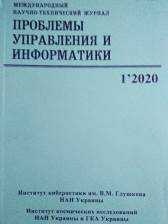 МЕЖДУНАРОДНЫЙ
НАУЧНО-ТЕХНИЧЕСКИЙ ЖУРНАЛ
ПРОБЛЕМЫ
УПРАВЛЕНИЯ И
ИНФОРМАТИКИ
1'2020
Институт кибернетики им. В.М. Глушкова
НАН Украины
Институт космических исследований
НАН Украины и ГКА Украины